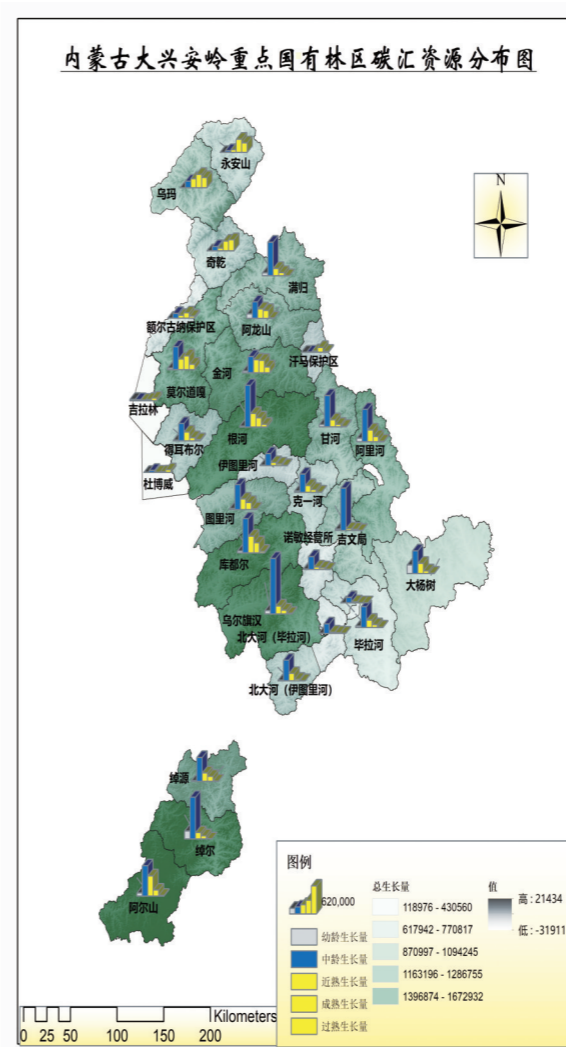 内蒙古大兴安岭重点国有林区碳汇资源分布图
N
永安山
乌玛
奇乾
满归
额尔古纳保护区
阿龙山
汗马保护区
金河
莫尔道嘎
吉拉林
得耳布尔
根河
甘河
阿里河
伊图里河
杜博威
克一河
图里河
诺敏经营所
吉文局
库都尔
大杨树
乌尔旗汉
北大河（毕拉河）
毕拉河
北大河（伊图里河）
绰源
绰尔
阿尔山
图例
620,000
幼龄生长量
中龄生长量
近熟生长量
成熟生长量
过熟生长量
总生长量
118976 - 430560
617942 - 770817
870997 - 1094245
1163196 - 1286755
1396874 - 1672932
值
高 : 21434
低 : -31911
Kilometers
0 25 50 100 150 200